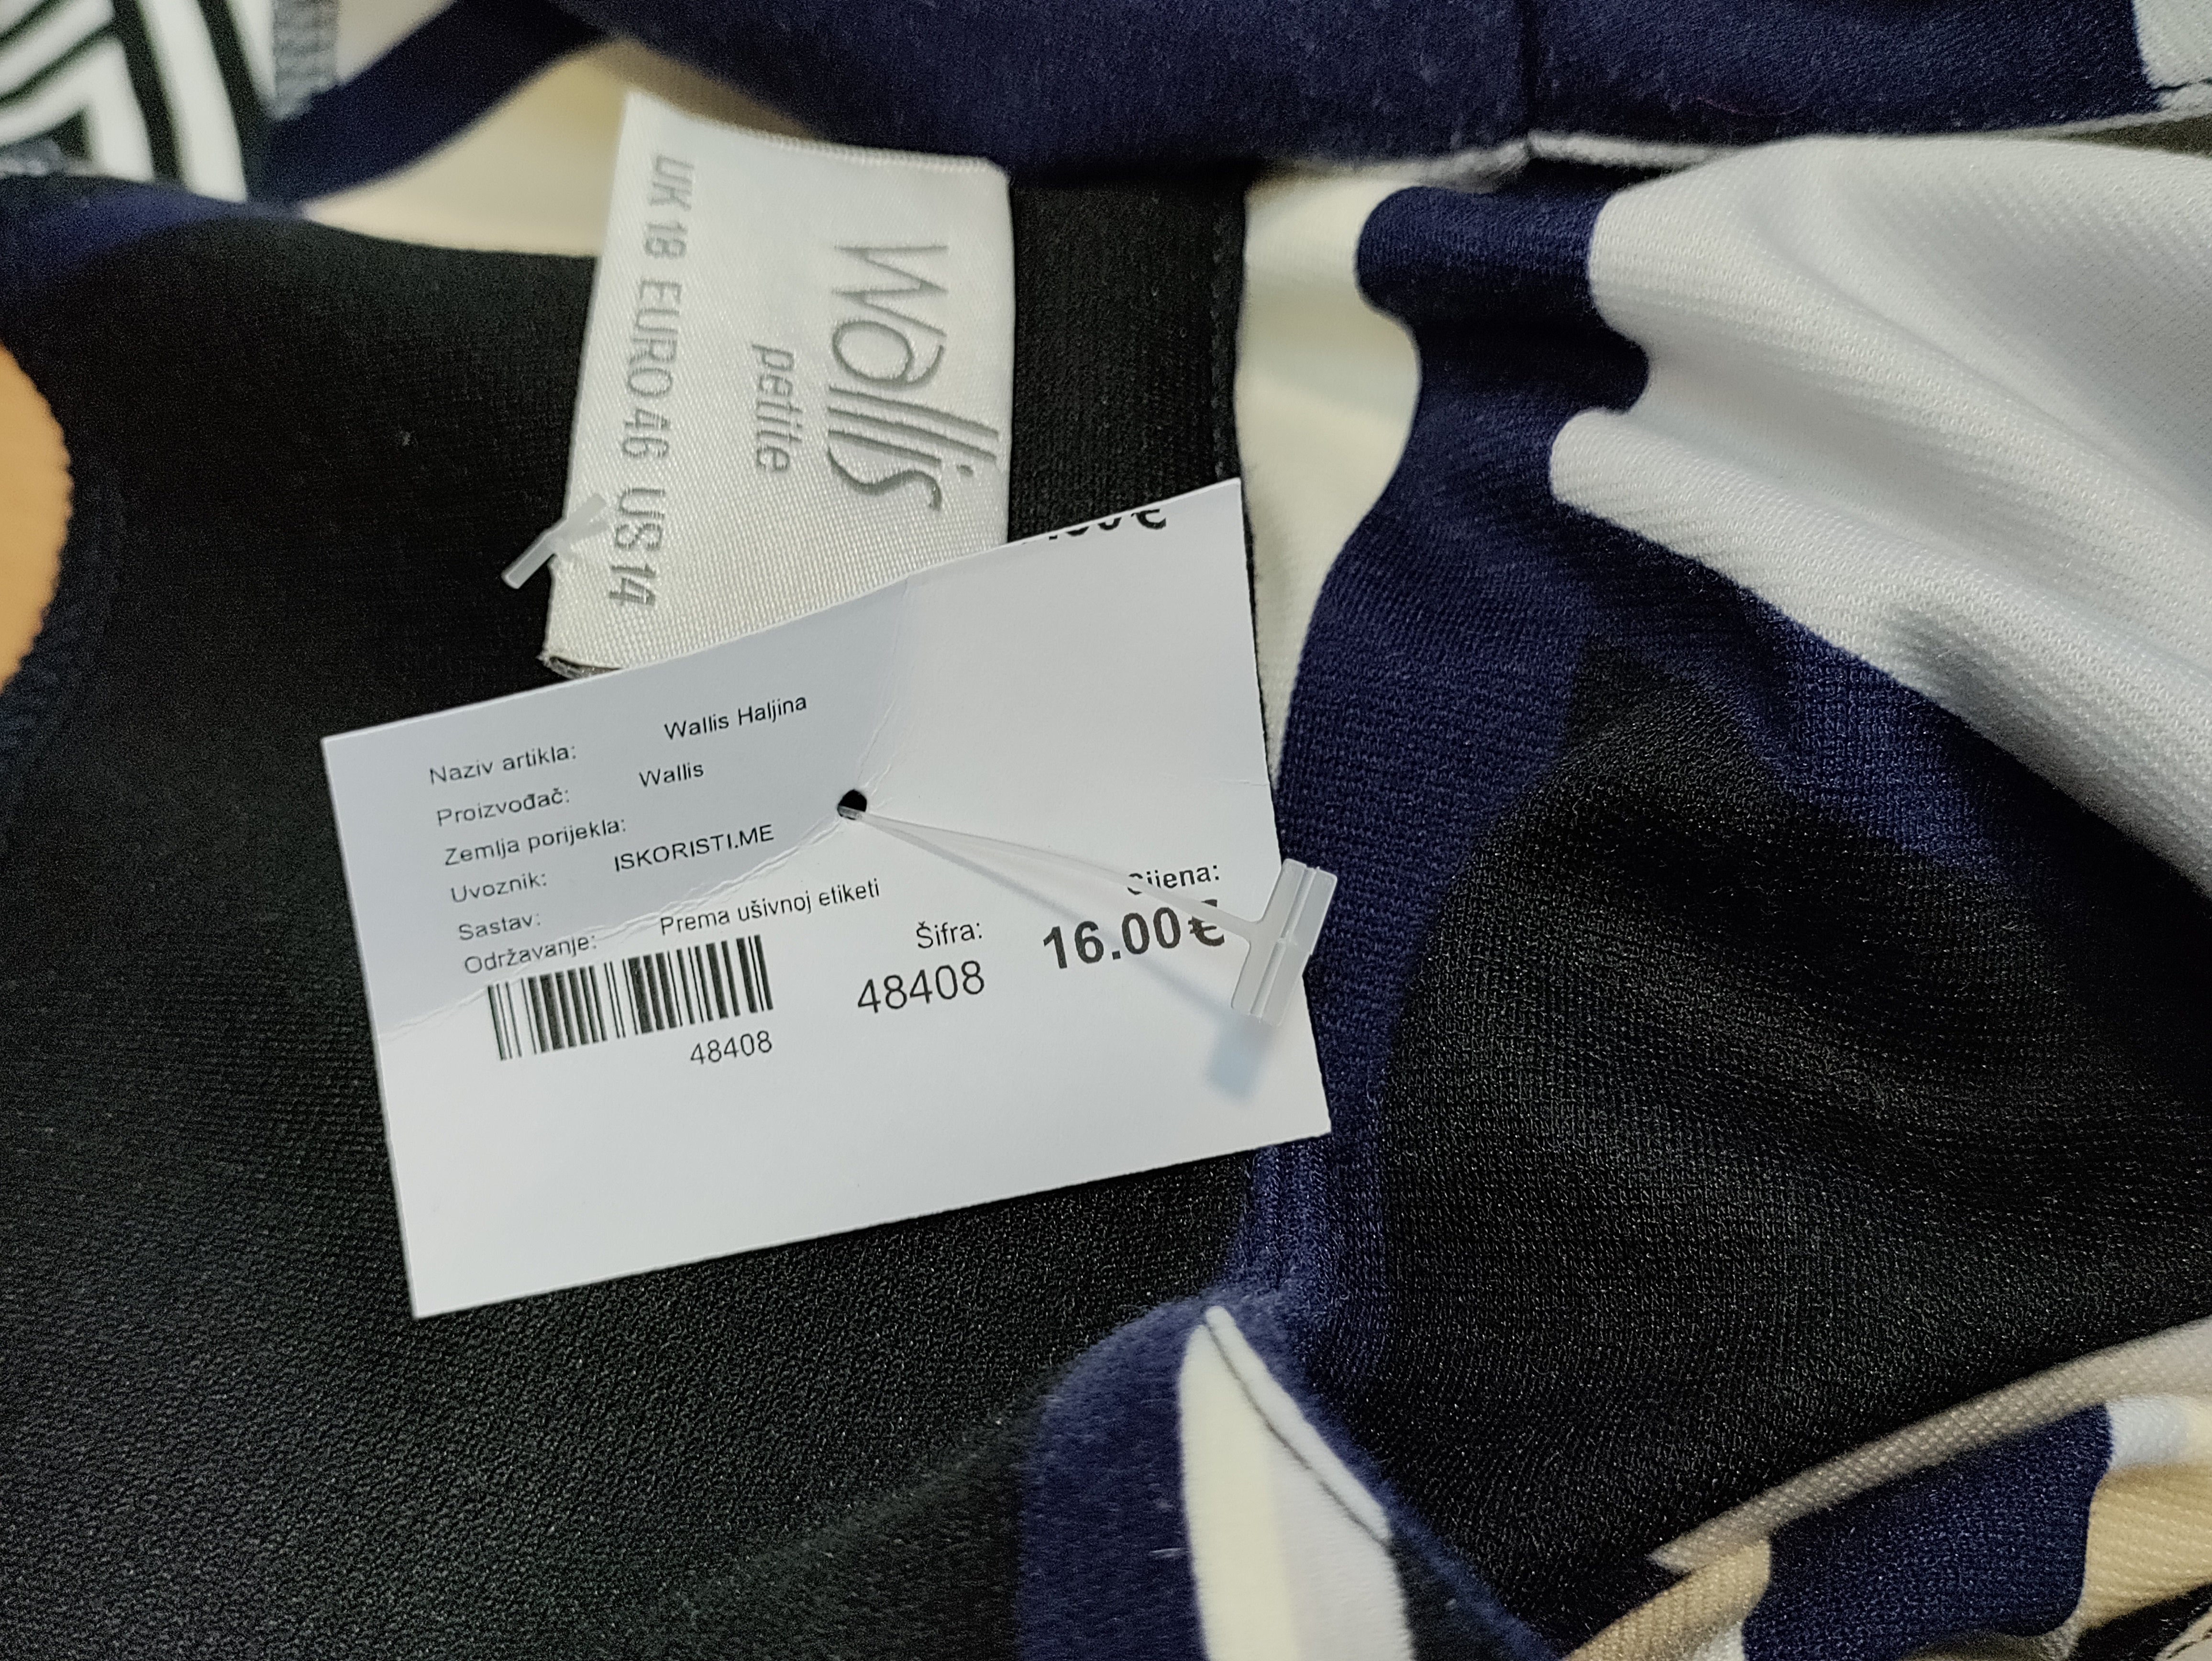 Wallis
petite
UK 18 EURO 46 US 14
Naziv artikla: Wallis Haljina
Proizvođač: Wallis
Zemlja porijekla:
Uvoznik: ISKORISTI.ME
Sastav:
Održavanje: Prema ušivnoj etiketi
48408
Šifra:
48408
16.00€